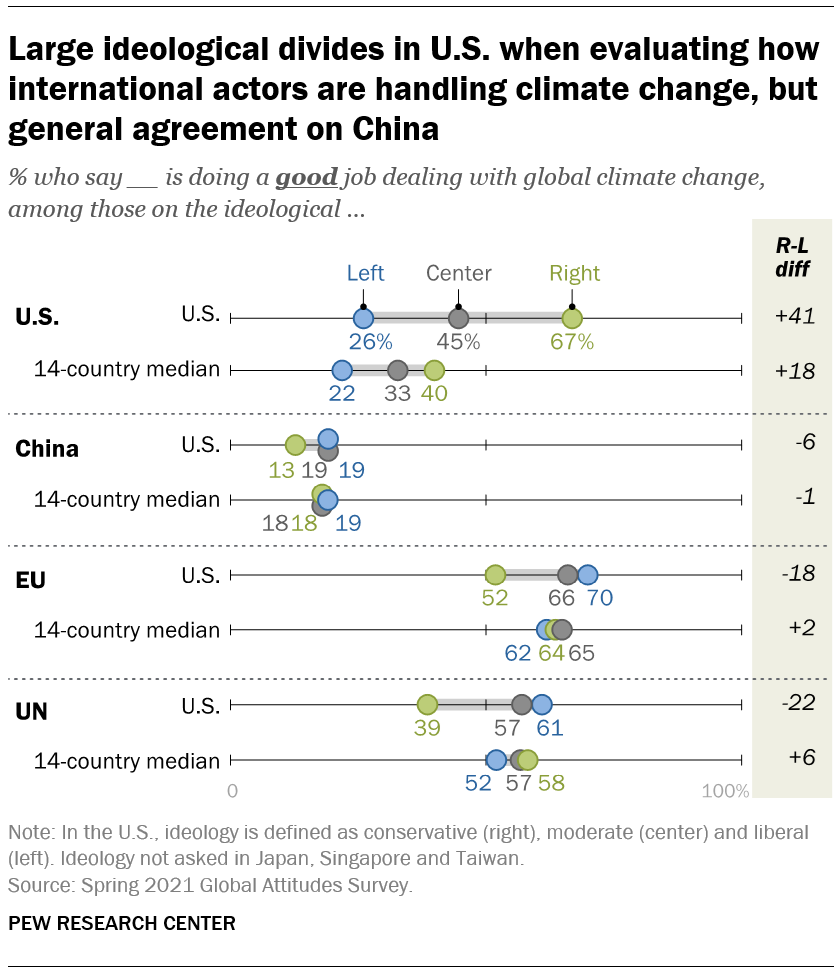 Large ideological divides in U.S. when evaluating how
international actors are handling climate change, but
general agreement on China
% who say __ is doing a good job dealing with global climate change,
among those on the ideological ...
R-L
diff
Left Center Right
U.S. U.S. +41
26% 45% 67%
14-country median +18
22 33 40
China U.S. -6
13 19 19
14-country median -1
18 18 19
EU U.S. -18
52 66 70
14-country median +2
62 64 65
UN U.S. -22
39 57 61
14-country median +6
52 57 58
0 100%
Note: In the U.S., ideology is defined as conservative (right), moderate (center) and liberal
(left). Ideology not asked in Japan, Singapore and Taiwan.
Source: Spring 2021 Global Attitudes Survey.
PEW RESEARCH CENTER